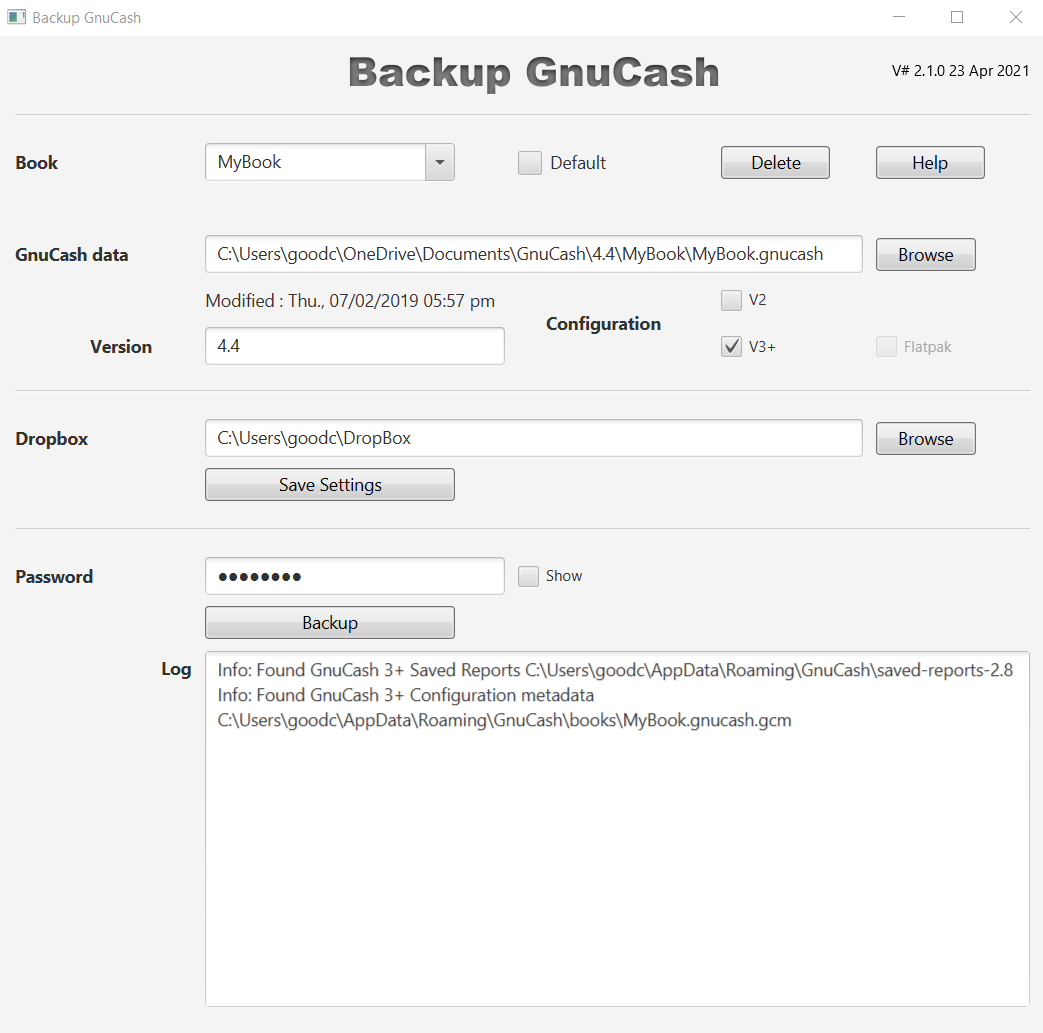 Backup GnuCash
Backup GnuCash
V# 2.1.0 23 Apr 2021
Book
MyBook
Default
Delete
Help
GnuCash data
C:\Users\goodc\OneDrive\Documents\GnuCash\4.4\MyBook\MyBook.gnucash
Browse
Modified : Thu., 07/02/2019 05:57 pm
Configuration
V2
Version
4.4
V3+
Flatpak
Dropbox
C:\Users\goodc\DropBox
Browse
Save Settings
Password
●●●●●●●●
Show
Backup
Log
Info: Found GnuCash 3+ Saved Reports C:\Users\goodc\AppData\Roaming\GnuCash\saved-reports-2.8
Info: Found GnuCash 3+ Configuration metadata
C:\Users\goodc\AppData\Roaming\GnuCash\books\MyBook.gnucash.gcm